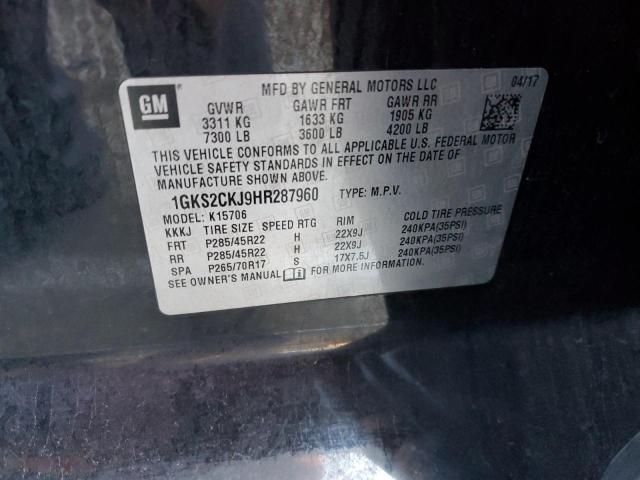 GM
MFD BY GENERAL MOTORS LLC 04/17
GVWR GAWR FRT GAWR RR
3311 KG 1633 KG 1905 KG
7300 LB 3600 LB 4200 LB
THIS VEHICLE CONFORMS TO ALL APPLICABLE U.S. FEDERAL MOTOR
VEHICLE SAFETY STANDARDS IN EFFECT ON THE DATE OF
MANUFACTURE SHOWN ABOVE.
1GKS2CKJ9HR287960 TYPE: M.P.V.
MODEL: K15706
KKKJ TIRE SIZE SPEED RTG RIM COLD TIRE PRESSURE
FRT P285/45R22 H 22X9J 240KPA(35PSI)
RR P285/45R22 H 22X9J 240KPA(35PSI)
SPA P265/70R17 S 17X7.5J 240KPA(35PSI)
SEE OWNER'S MANUAL FOR MORE INFORMATION.